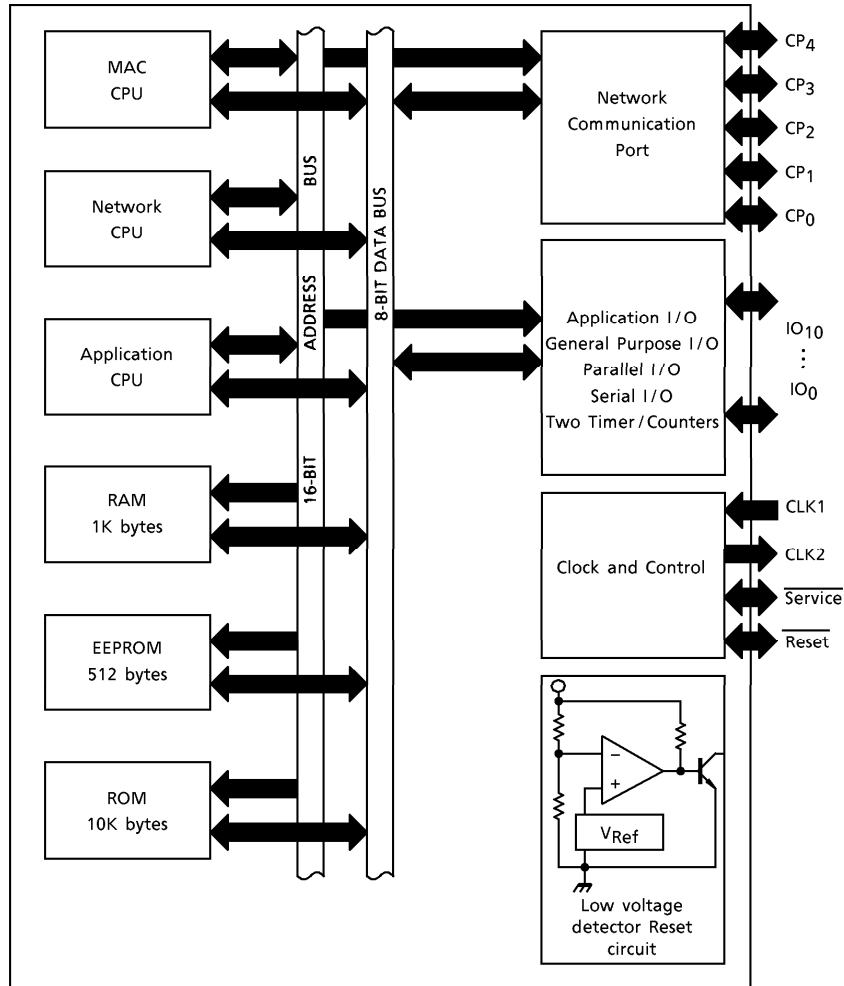 MAC
CPU
Network
CPU
Application
CPU
RAM
1K bytes
EEPROM
512 bytes
ROM
10K bytes
16-BIT ADDRESS BUS
8-BIT DATA BUS
Network
Communication
Port
CP4
CP3
CP2
CP1
CP0
Application I/O
General Purpose I/O
Parallel I/O
Serial I/O
Two Timer/Counters
IO10
⋮
IO0
Clock and Control
CLK1
CLK2
S̅e̅r̅v̅i̅c̅e̅
R̅e̅s̅e̅t̅
−
+
VRef
Low voltage
detector Reset
circuit